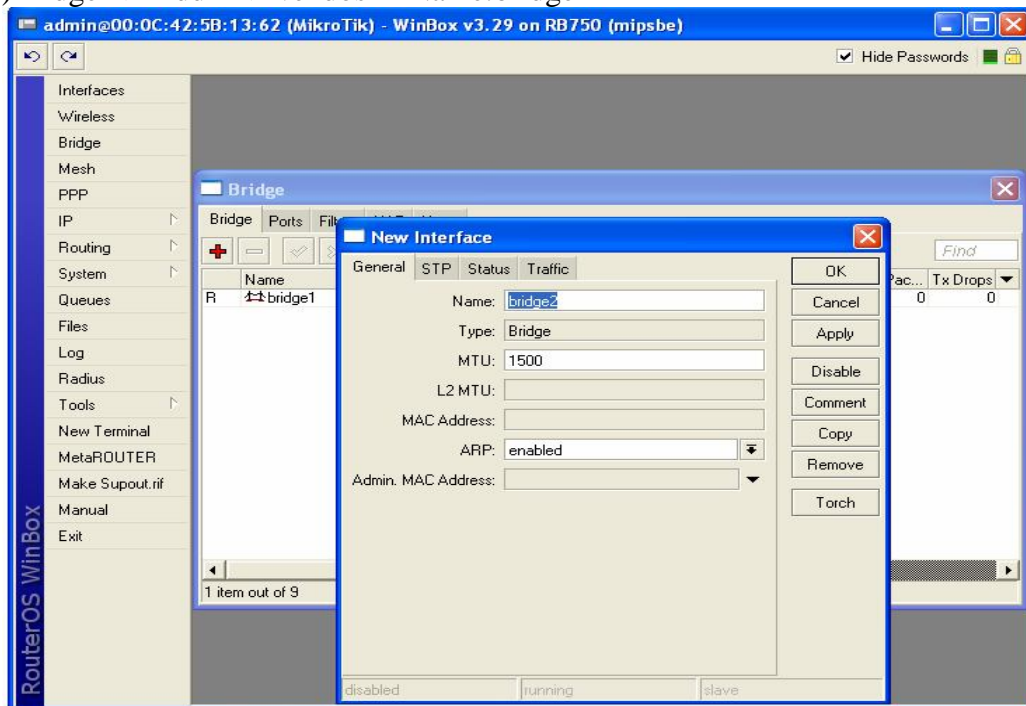 admin@00:0C:42:5B:13:62 (MikroTik) - WinBox v3.29 on RB750 (mipsbe)
Hide Passwords
Interfaces
Wireless
Bridge
Mesh
PPP
IP
Routing
System
Queues
Files
Log
Radius
Tools
New Terminal
MetaROUTER
Make Supout.rif
Manual
Exit
RouterOS WinBox
Bridge
Bridge Ports
Find
Name Tx Drops
R bridge1 0 0
1 item out of 9
New Interface
General STP Status Traffic
Name: bridge2
Type: Bridge
MTU: 1500
L2 MTU:
MAC Address:
ARP: enabled
Admin. MAC Address:
OK
Cancel
Apply
Disable
Comment
Copy
Remove
Torch
disabled running slave